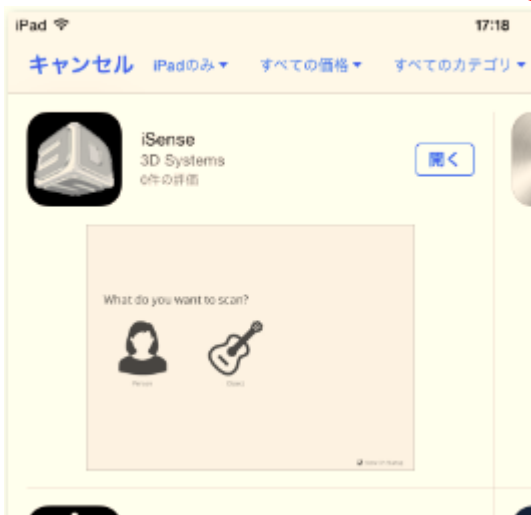 iPad 17:18
キャンセル iPadのみ▼ すべての価格▼ すべてのカテゴリ▼
iSense
3D Systems
0件の評価
開く
What do you want to scan?
Person Object